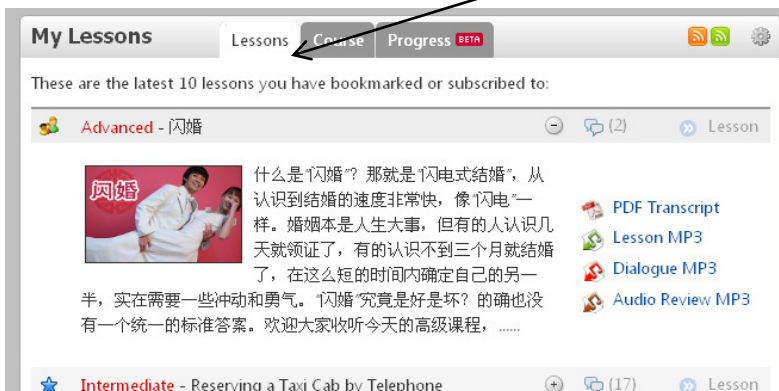 My Lessons Lessons Course Progress BETA
These are the latest 10 lessons you have bookmarked or subscribed to:
Advanced - 闪婚 (2) Lesson
闪婚
什么是“闪婚”？那就是“闪电式结婚”，从
认识到结婚的速度非常快，像“闪电”一
样。婚姻本是人生大事，但有的人认识几
天就领证了，有的认识不到三个月就结婚
了，在这么短的时间内确定自己的另一
半，实在需要一些冲动和勇气。“闪婚”究竟是好是坏？的确也没
有一个统一的标准答案。欢迎大家收听今天的高级课程，......
PDF Transcript
Lesson MP3
Dialogue MP3
Audio Review MP3
Intermediate - Reserving a Taxi Cab by Telephone (17) Lesson